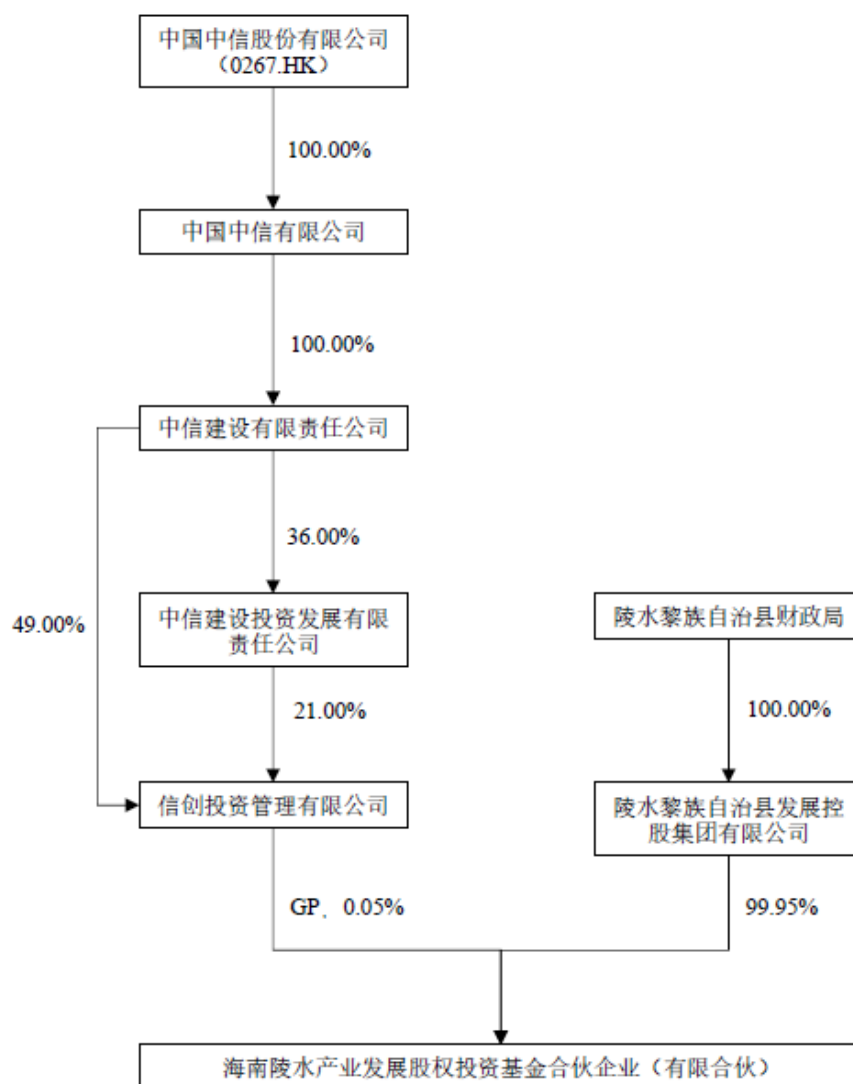 中国中信股份有限公司
（0267.HK）
100.00%
中国中信有限公司
100.00%
中信建设有限责任公司
36.00%
49.00%
中信建设投资发展有限
责任公司
陵水黎族自治县财政局
21.00%
100.00%
信创投资管理有限公司
陵水黎族自治县发展控
股集团有限公司
GP、0.05%
99.95%
海南陵水产业发展股权投资基金合伙企业（有限合伙）